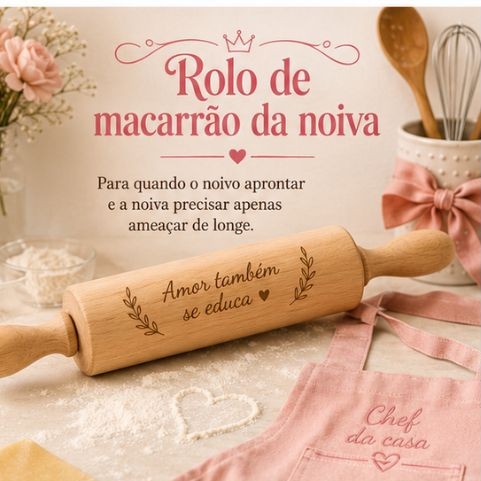 Rolo de
macarrão da noiva
Para quando o noivo aprontar
e a noiva precisar apenas
ameaçar de longe.
Amor também
se educa
Chef
da casa